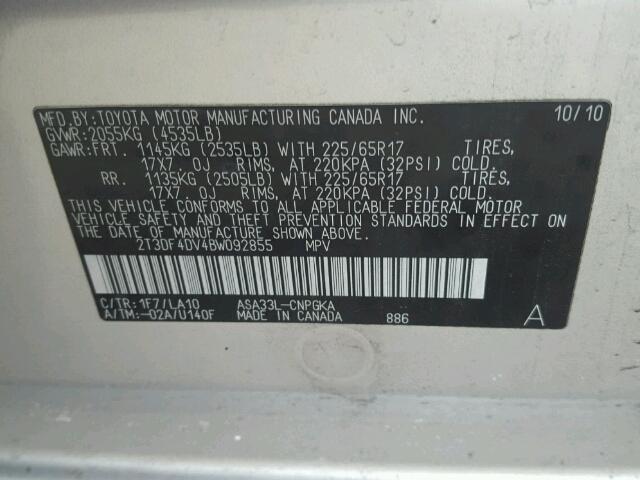 MFD.BY:TOYOTA MOTOR MANUFACTURING CANADA INC. 10/10
GVWR:2055KG (4535LB)
GAWR:FRT. 1145KG (2535LB) WITH 225/65R17 TIRES,
17X7.0J RIMS, AT 220KPA (32PSI) COLD.
RR. 1135KG (2505LB) WITH 225/65R17 TIRES,
17X7.0J RIMS, AT 220KPA (32PSI) COLD.
THIS VEHICLE CONFORMS TO ALL APPLICABLE FEDERAL MOTOR
VEHICLE SAFETY AND THEFT PREVENTION STANDARDS IN EFFECT
ON THE DATE OF MANUFACTURE SHOWN ABOVE.
2T3DF4DV4BW092855 MPV
C/TR:1F7/LA10 ASA33L-CNPGKA
A/TM:-02A/U140F MADE IN CANADA 886 A